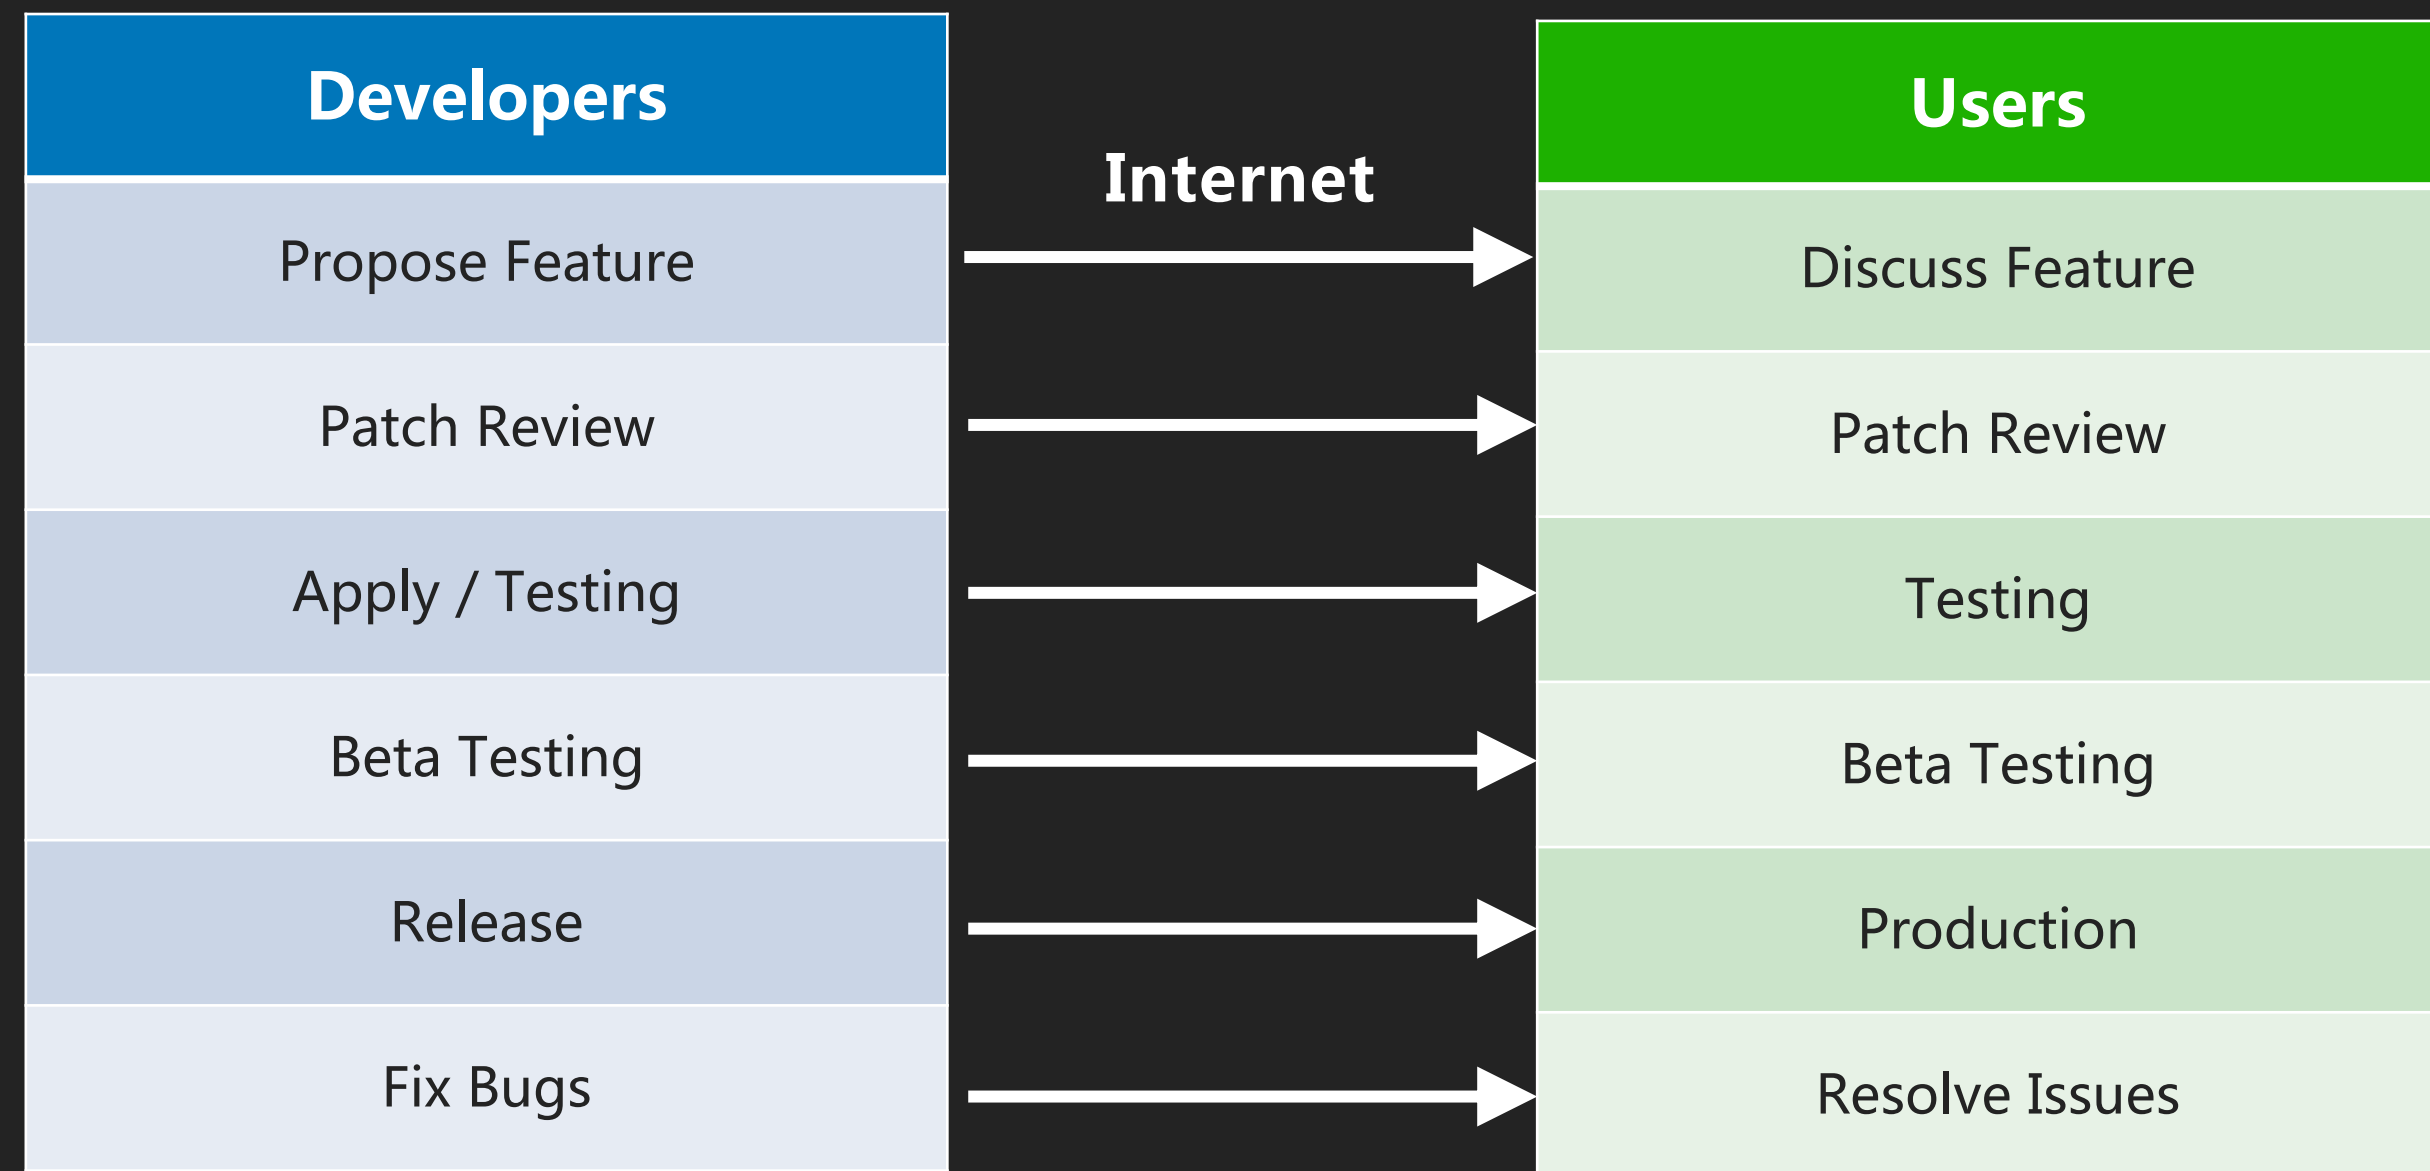 Developers
Internet
Users
Propose Feature
Discuss Feature
Patch Review
Patch Review
Apply / Testing
Testing
Beta Testing
Beta Testing
Release
Production
Fix Bugs
Resolve Issues